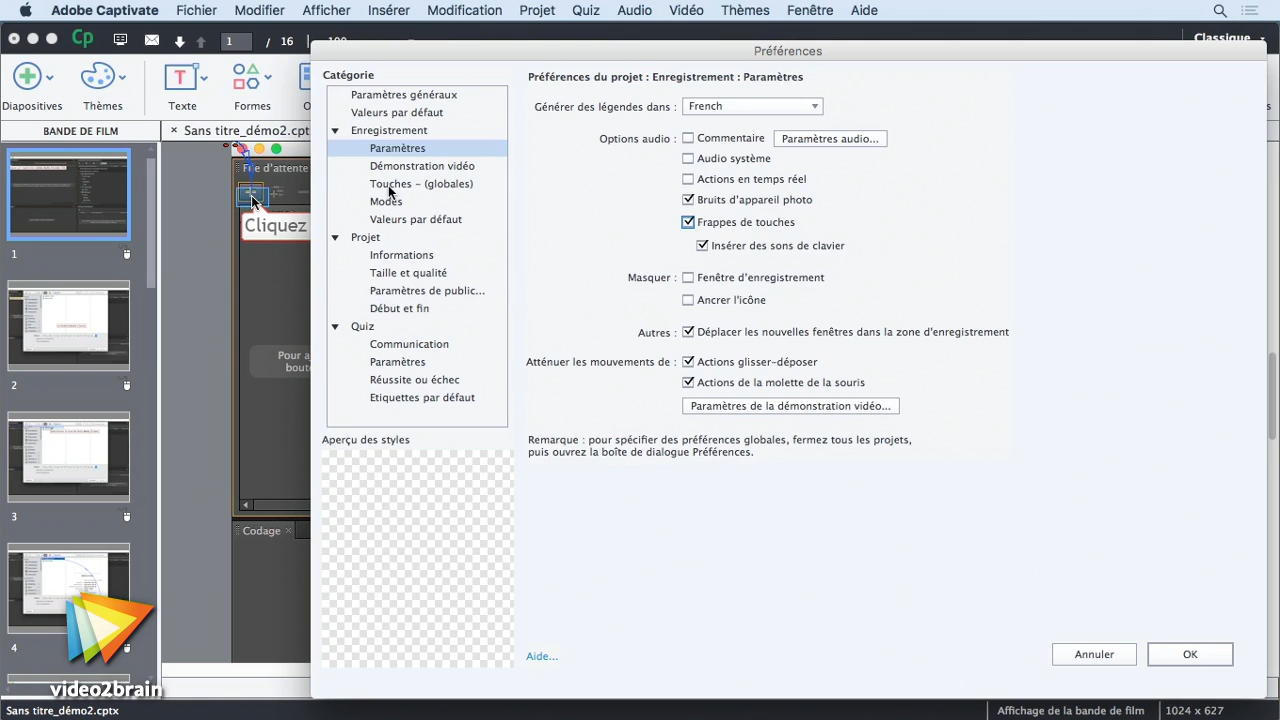 Adobe Captivate Fichier Modifier Afficher Insérer Modification Projet Quiz Audio Vidéo Thèmes Fenêtre Aide
Cp 1 / 16 Classique
Préférences
Diapositives Thèmes Texte Formes
BANDE DE FILM
× Sans titre_démo2.cpt
File d'attente
Cliquez
Pour aj
boute
Codage ×
1
2
3
4
Catégorie
Paramètres généraux
Valeurs par défaut
Enregistrement
Paramètres
Démonstration vidéo
Touches - (globales)
Modes
Valeurs par défaut
Projet
Informations
Taille et qualité
Paramètres de public...
Début et fin
Quiz
Communication
Paramètres
Réussite ou échec
Etiquettes par défaut
Aperçu des styles
Préférences du projet : Enregistrement : Paramètres
Générer des légendes dans : French
Options audio : Commentaire Paramètres audio...
Audio système
Actions en temps réel
Bruits d'appareil photo
Frappes de touches
Insérer des sons de clavier
Masquer : Fenêtre d'enregistrement
Ancrer l'icône
Autres : Déplacer les nouvelles fenêtres dans la zone d'enregistrement
Atténuer les mouvements de : Actions glisser-déposer
Actions de la molette de la souris
Paramètres de la démonstration vidéo...
Remarque : pour spécifier des préférences globales, fermez tous les projets,
puis ouvrez la boîte de dialogue Préférences.
Aide...
Annuler OK
video2brain
Sans titre_démo2.cptx Affichage de la bande de film 1024 x 627